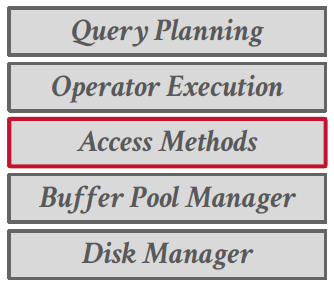 Query Planning
Operator Execution
Access Methods
Buffer Pool Manager
Disk Manager